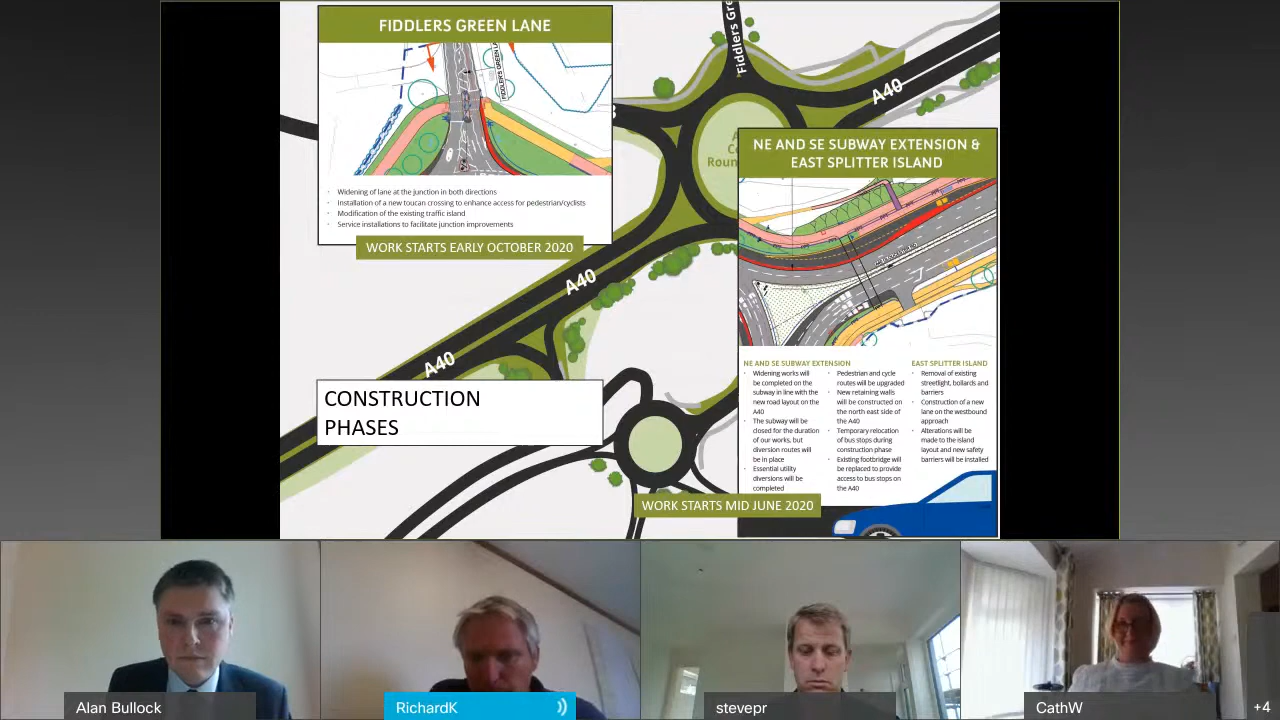 FIDDLERS GREEN LANE
FIDDLERS GREEN LA
· Widening of lane at the junction in both directions
· Installation of a new toucan crossing to enhance access for pedestrian/cyclists
· Modification of the existing traffic island
· Service installations to facilitate junction improvements
WORK STARTS EARLY OCTOBER 2020
Fiddlers Gre
A40
A40
A40
CONSTRUCTION
PHASES
NE AND SE SUBWAY EXTENSION &
EAST SPLITTER ISLAND
NE AND SE SUBWAY EXTENSION
· Widening works will
be completed on the
subway in line with the
new road layout on the
A40
· The subway will be
closed for the duration
of our works, but
diversion routes will
be in place
· Essential utility
diversions will be
completed
· Pedestrian and cycle
routes will be upgraded
· New retaining walls
will be constructed on
the north east side of
the A40
· Temporary relocation
of bus stops during
construction phase
· Existing footbridge will
be replaced to provide
access to bus stops on
the A40
EAST SPLITTER ISLAND
· Removal of existing
streetlight, bollards and
barriers
· Construction of a new
lane on the westbound
approach
· Alterations will be
made to the island
layout and new safety
barriers will be installed
WORK STARTS MID JUNE 2020
Alan Bullock
RichardK
stevepr
CathW
+4